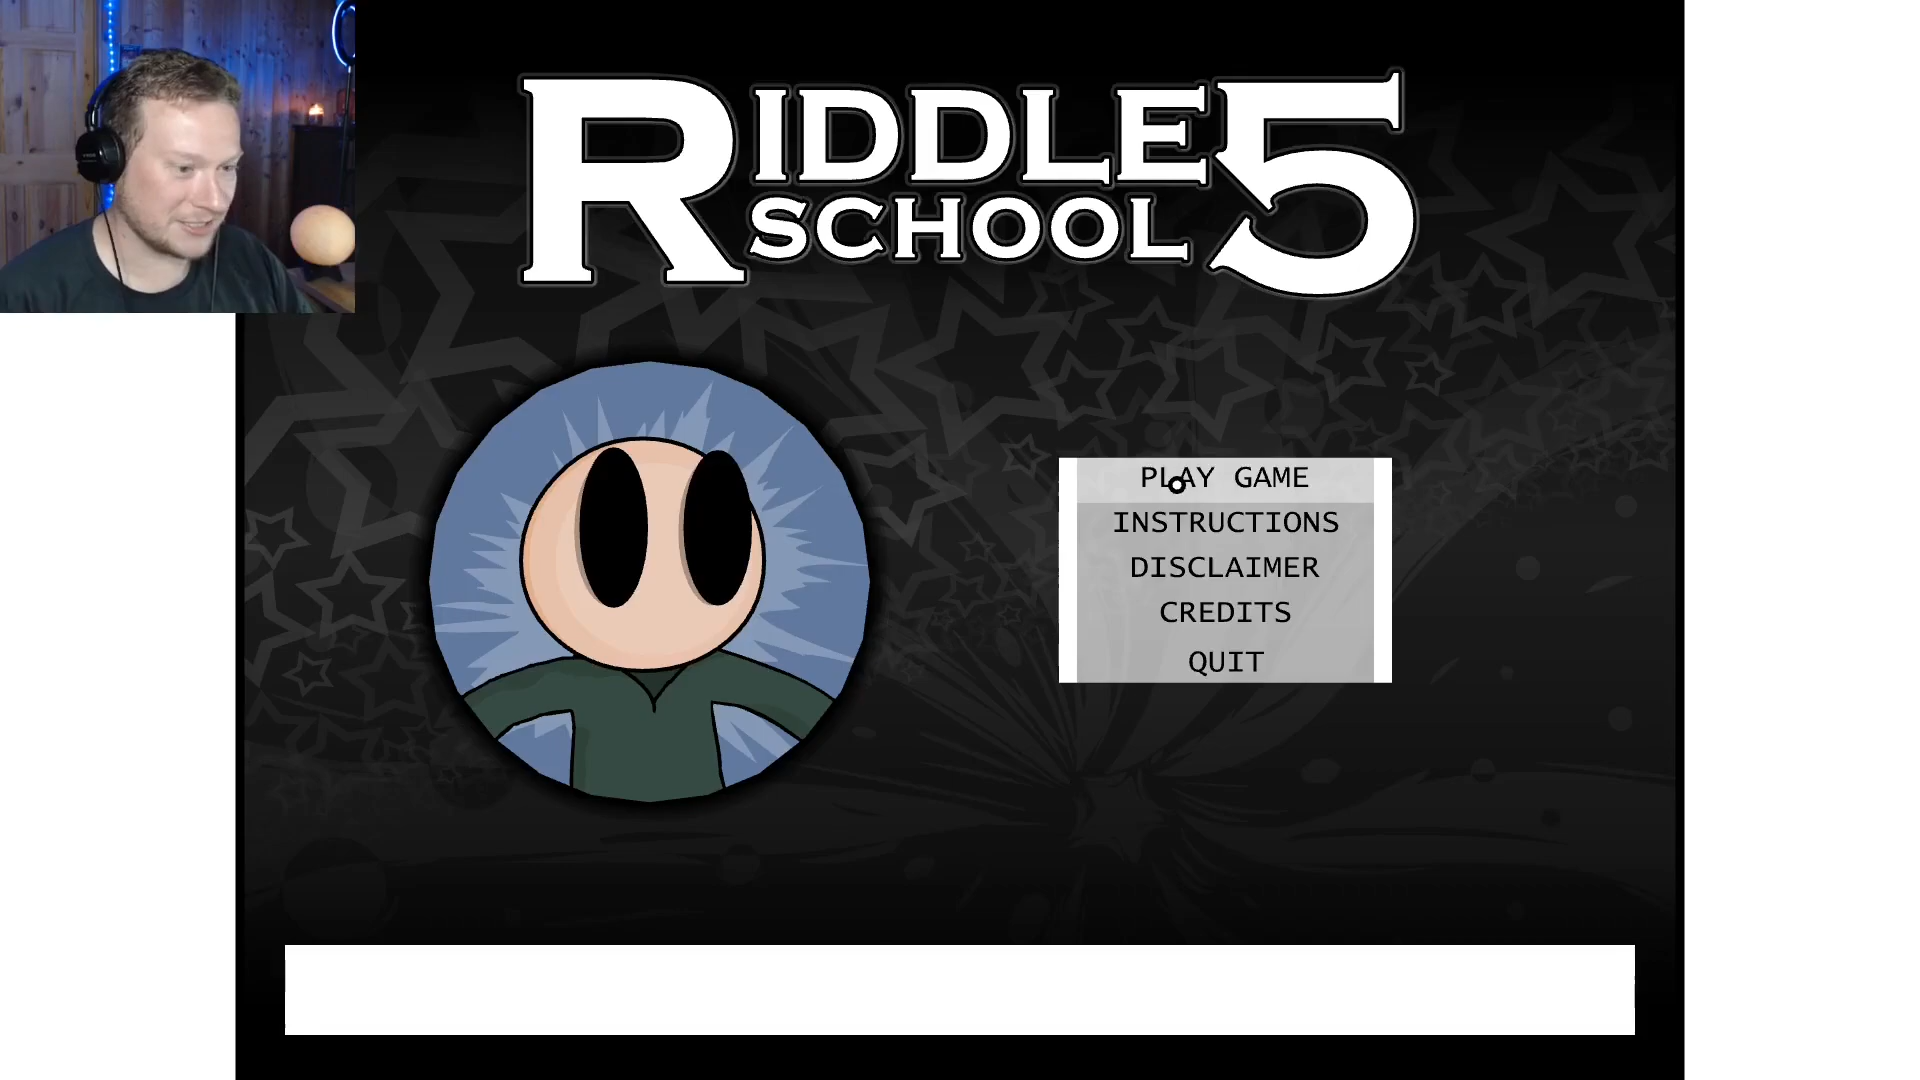 RIDDLE 5
SCHOOL
PLAY GAME
INSTRUCTIONS
DISCLAIMER
CREDITS
QUIT